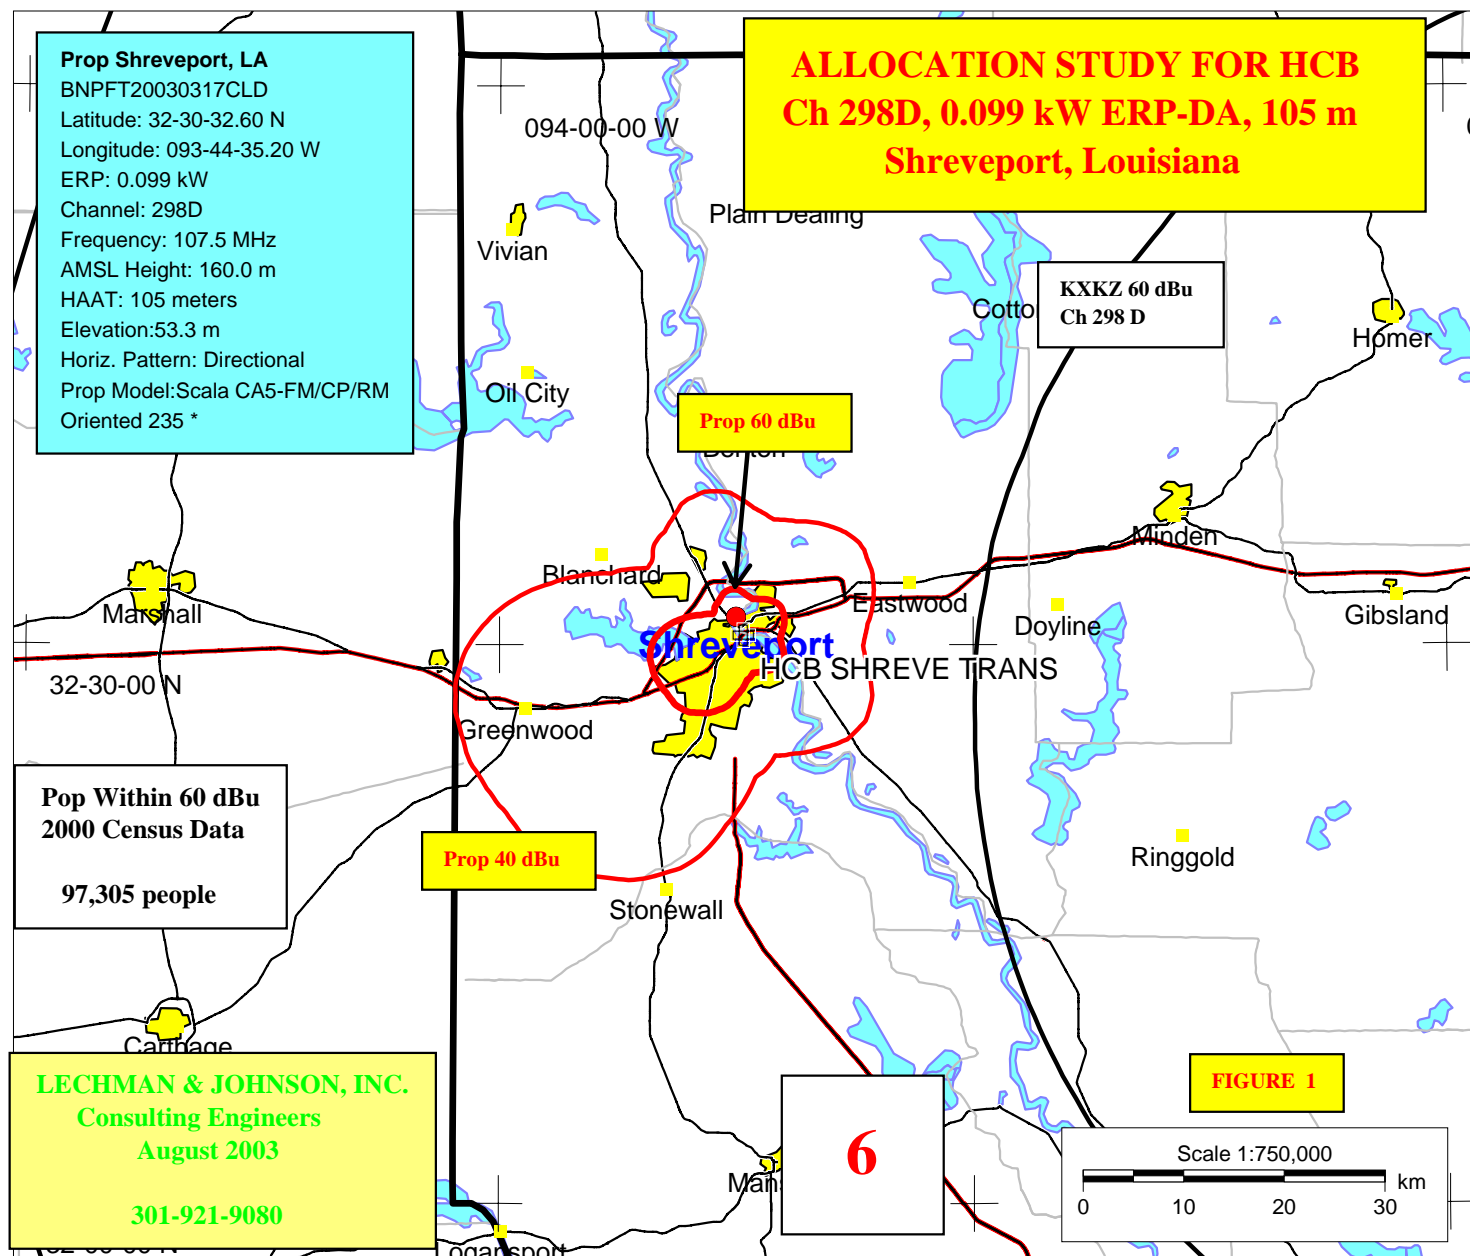 Prop Shreveport, LA
BNPFT20030317CLD
Latitude: 32-30-32.60 N
Longitude: 093-44-35.20 W
ERP: 0.099 kW
Channel: 298D
Frequency: 107.5 MHz
AMSL Height: 160.0 m
HAAT: 105 meters
Elevation:53.3 m
Horiz. Pattern: Directional
Prop Model:Scala CA5-FM/CP/RM
Oriented 235 *
ALLOCATION STUDY FOR HCB
Ch 298D, 0.099 kW ERP-DA, 105 m
Shreveport, Louisiana
094-00-00 W
Plain Dealing
Vivian
KXKZ 60 dBu
Ch 298 D
Homer
Oil City
Prop 60 dBu
Minden
Blanchard
Eastwood
Marshall
Doyline
Gibsland
Shreveport
HCB SHREVE TRANS
32-30-00 N
Greenwood
Pop Within 60 dBu
2000 Census Data
97,305 people
Prop 40 dBu
Ringgold
Stonewall
Carthage
LECHMAN & JOHNSON, INC.
Consulting Engineers
August 2003
301-921-9080
FIGURE 1
6
Scale 1:750,000
0 10 20 30 km
Logansport